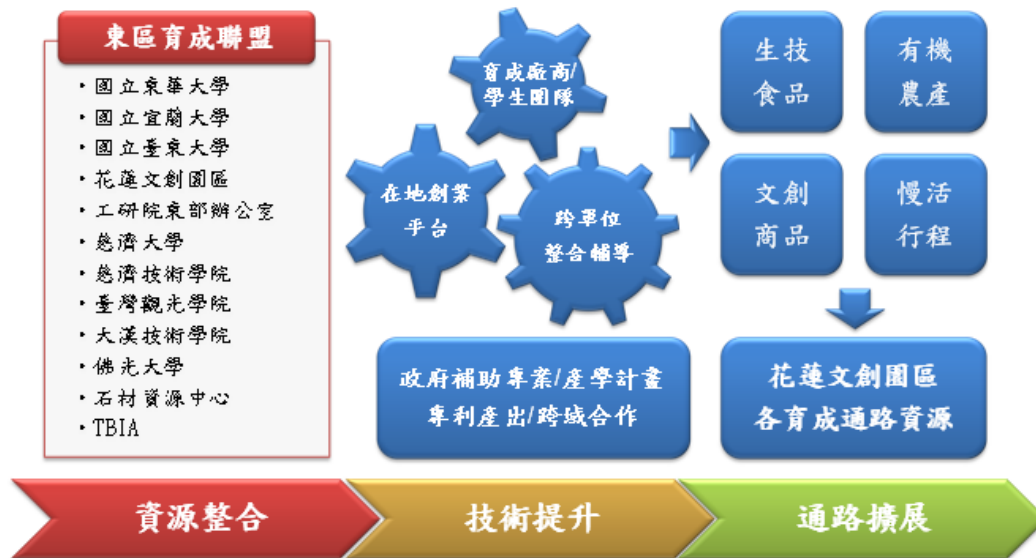 東區育成聯盟
・國立東華大學
・國立宜蘭大學
・國立臺東大學
・花蓮文創園區
・工研院東部辦公室
・慈濟大學
・慈濟技術學院
・臺灣觀光學院
・大漢技術學院
・佛光大學
・石材資源中心
・TBIA
育成廠商/
學生團隊
在地創業
平台
跨單位
整合輔導
政府補助專業/產學計畫
專利產出/跨域合作
生技
食品
有機
農產
文創
商品
慢活
行程
花蓮文創園區
各育成通路資源
資源整合
技術提升
通路擴展